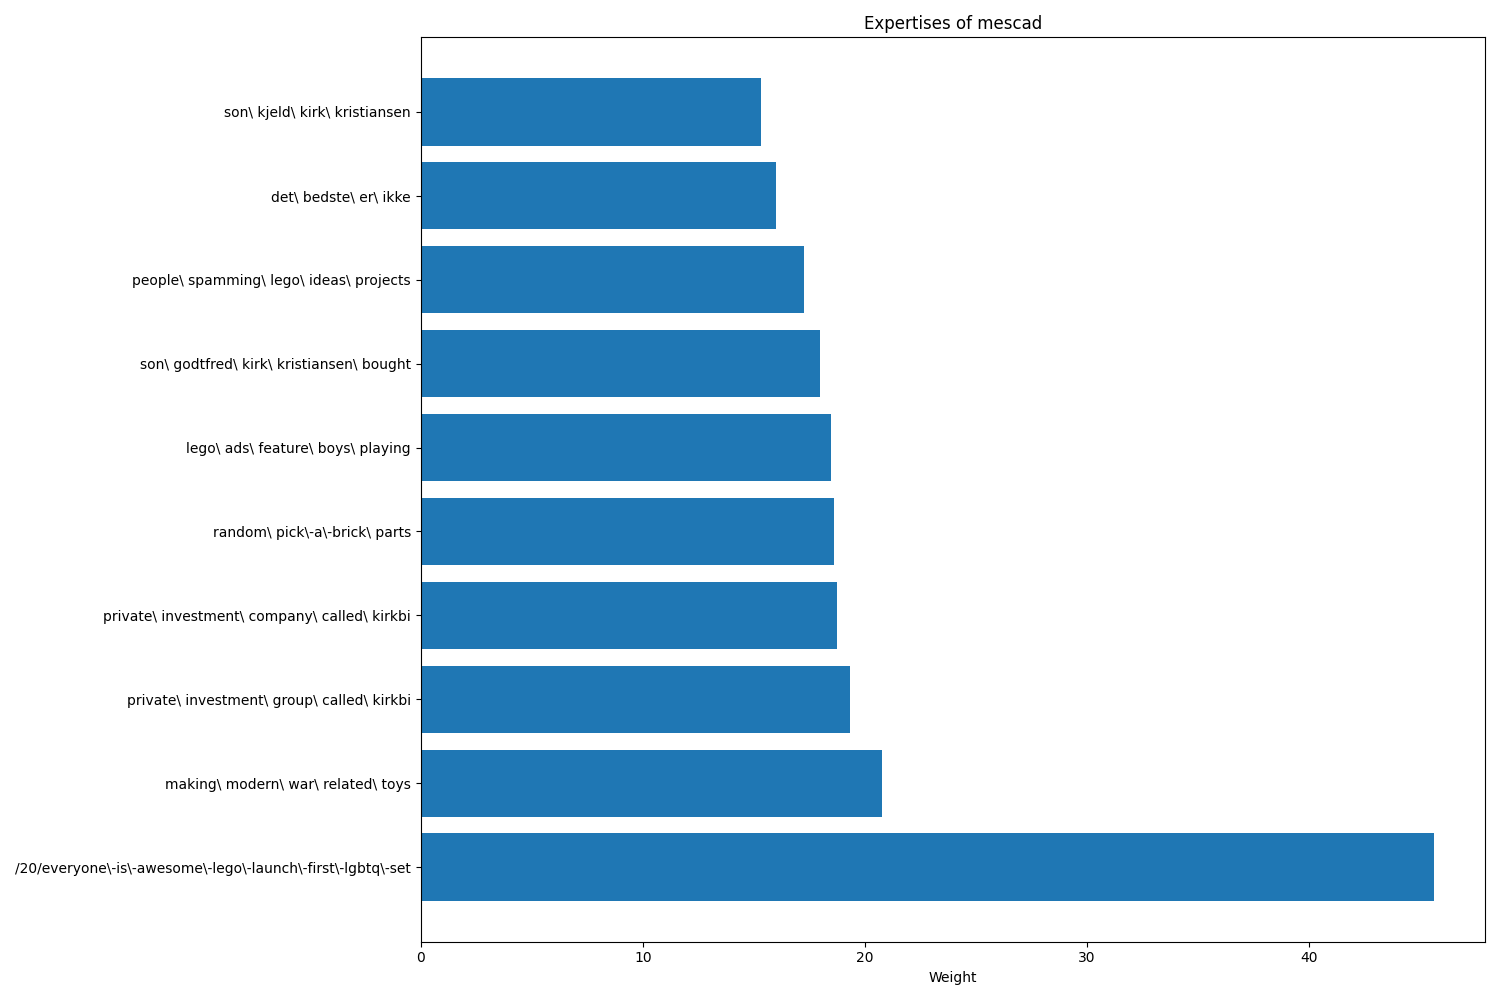 Expertises of mescad
son\ kjeld\ kirk\ kristiansen
det\ bedste\ er\ ikke
people\ spamming\ lego\ ideas\ projects
son\ godtfred\ kirk\ kristiansen\ bought
lego\ ads\ feature\ boys\ playing
random\ pick\-a\-brick\ parts
private\ investment\ company\ called\ kirkbi
private\ investment\ group\ called\ kirkbi
making\ modern\ war\ related\ toys
/20/everyone\-is\-awesome\-lego\-launch\-first\-lgbtq\-set
0 10 20 30 40
Weight